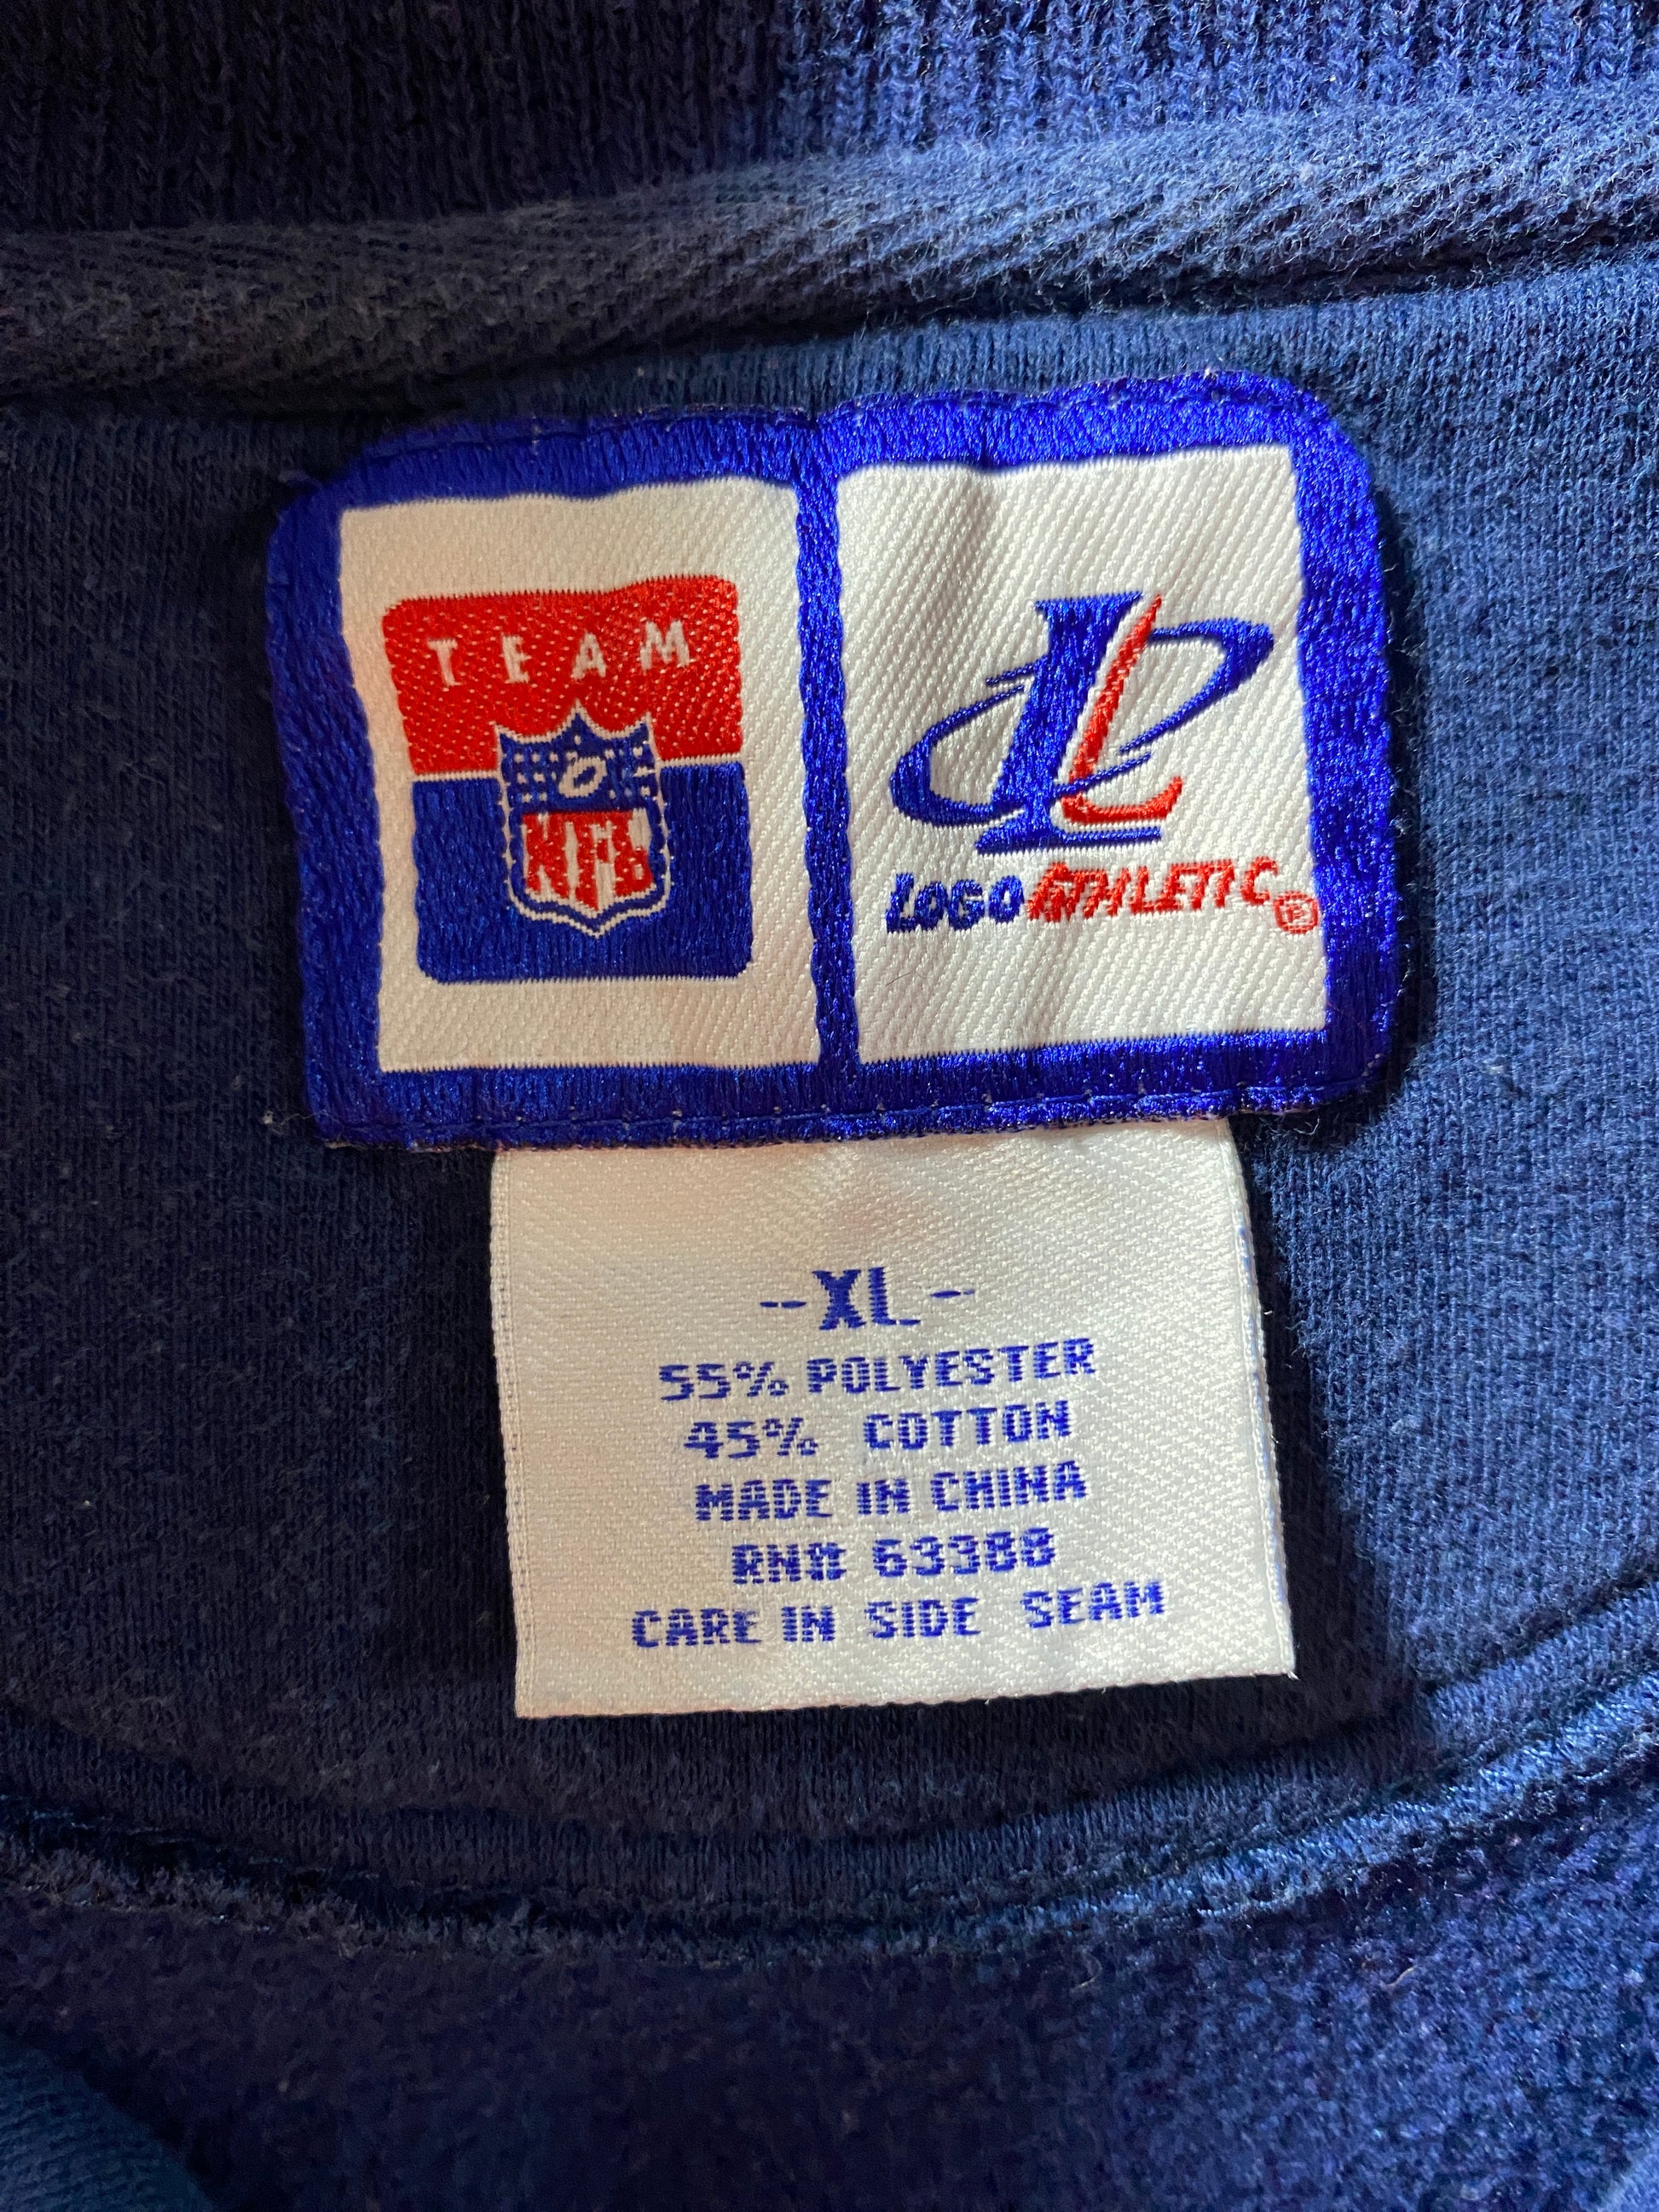 TEAM
NFL
L
LOGO ATHLETIC ®
-XL-
55% POLYESTER
45% COTTON
MADE IN CHINA
RN# 63388
CARE IN SIDE SEAM